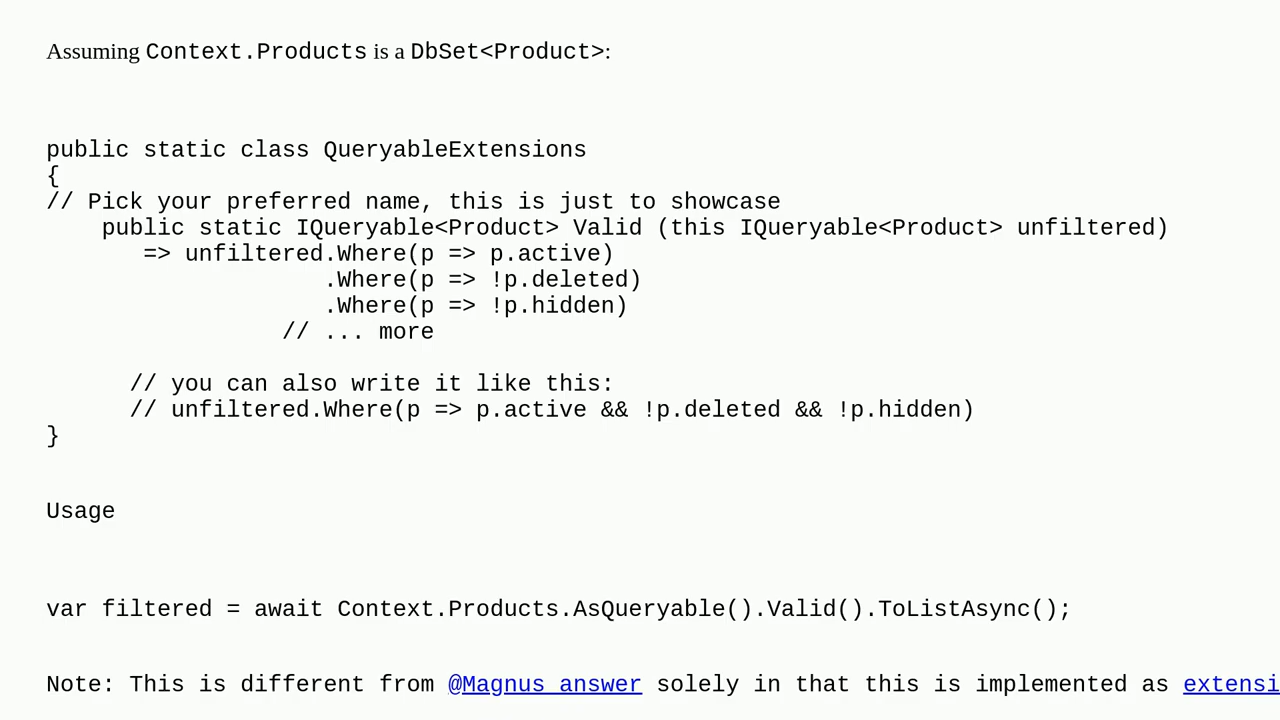 Assuming Context.Products is a DbSet<Product>:
public static class QueryableExtensions
{
// Pick your preferred name, this is just to showcase
    public static IQueryable<Product> Valid (this IQueryable<Product> unfiltered)
       => unfiltered.Where(p => p.active)
                    .Where(p => !p.deleted)
                    .Where(p => !p.hidden)
                 // ... more
      // you can also write it like this:
      // unfiltered.Where(p => p.active && !p.deleted && !p.hidden)
}
Usage
var filtered = await Context.Products.AsQueryable().Valid().ToListAsync();
Note: This is different from @Magnus answer solely in that this is implemented as